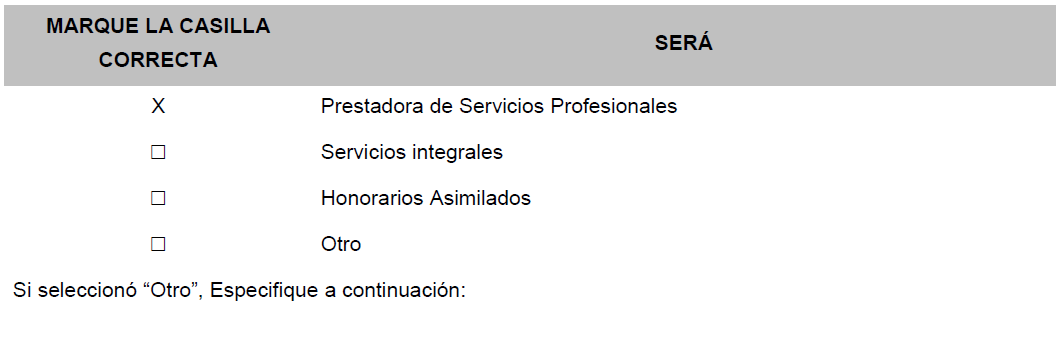 MARQUE LA CASILLA
CORRECTA
SERÁ
X Prestadora de Servicios Profesionales
☐ Servicios integrales
☐ Honorarios Asimilados
☐ Otro
Si seleccionó “Otro”, Especifique a continuación: